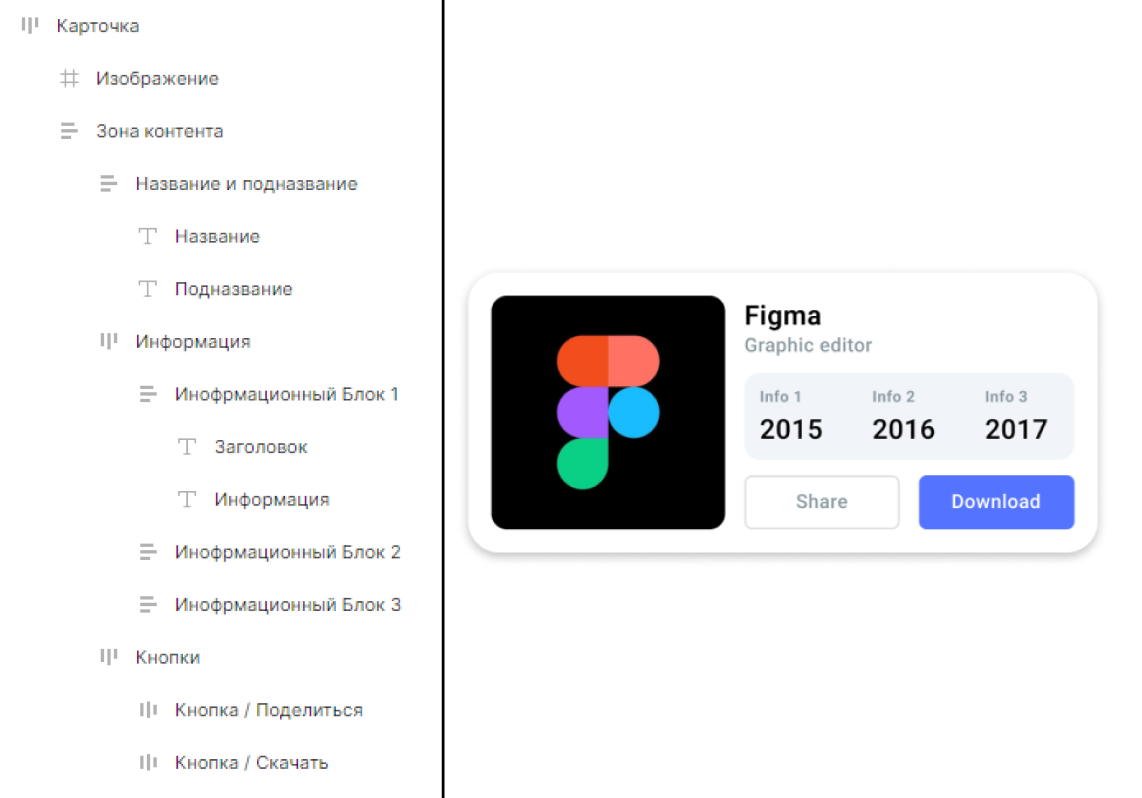 Карточка
Изображение
Зона контента
Название и подназвание
Название
Подназвание
Информация
Инофрмационный Блок 1
Заголовок
Информация
Инофрмационный Блок 2
Инофрмационный Блок 3
Кнопки
Кнопка / Поделиться
Кнопка / Скачать
Figma
Graphic editor
Info 1 Info 2 Info 3
2015 2016 2017
Share Download